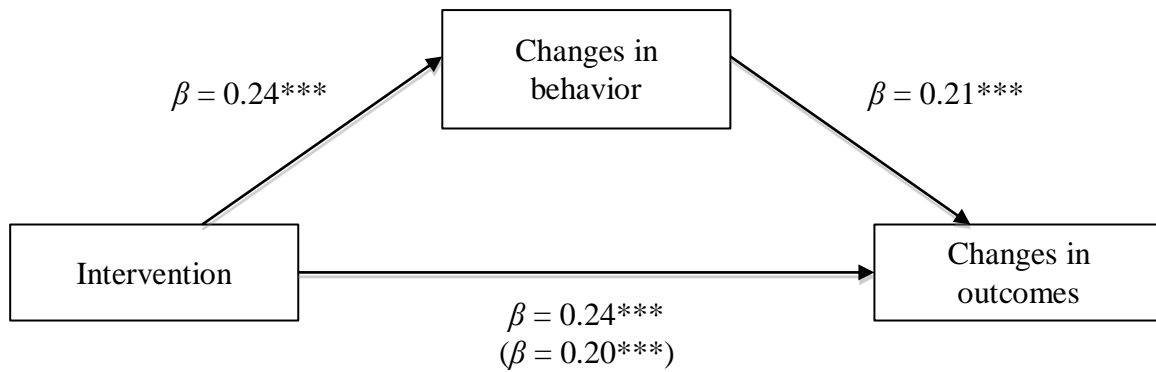 Changes in
behavior
β = 0.24***
β = 0.21***
Intervention
Changes in
outcomes
β = 0.24***
(β = 0.20***)